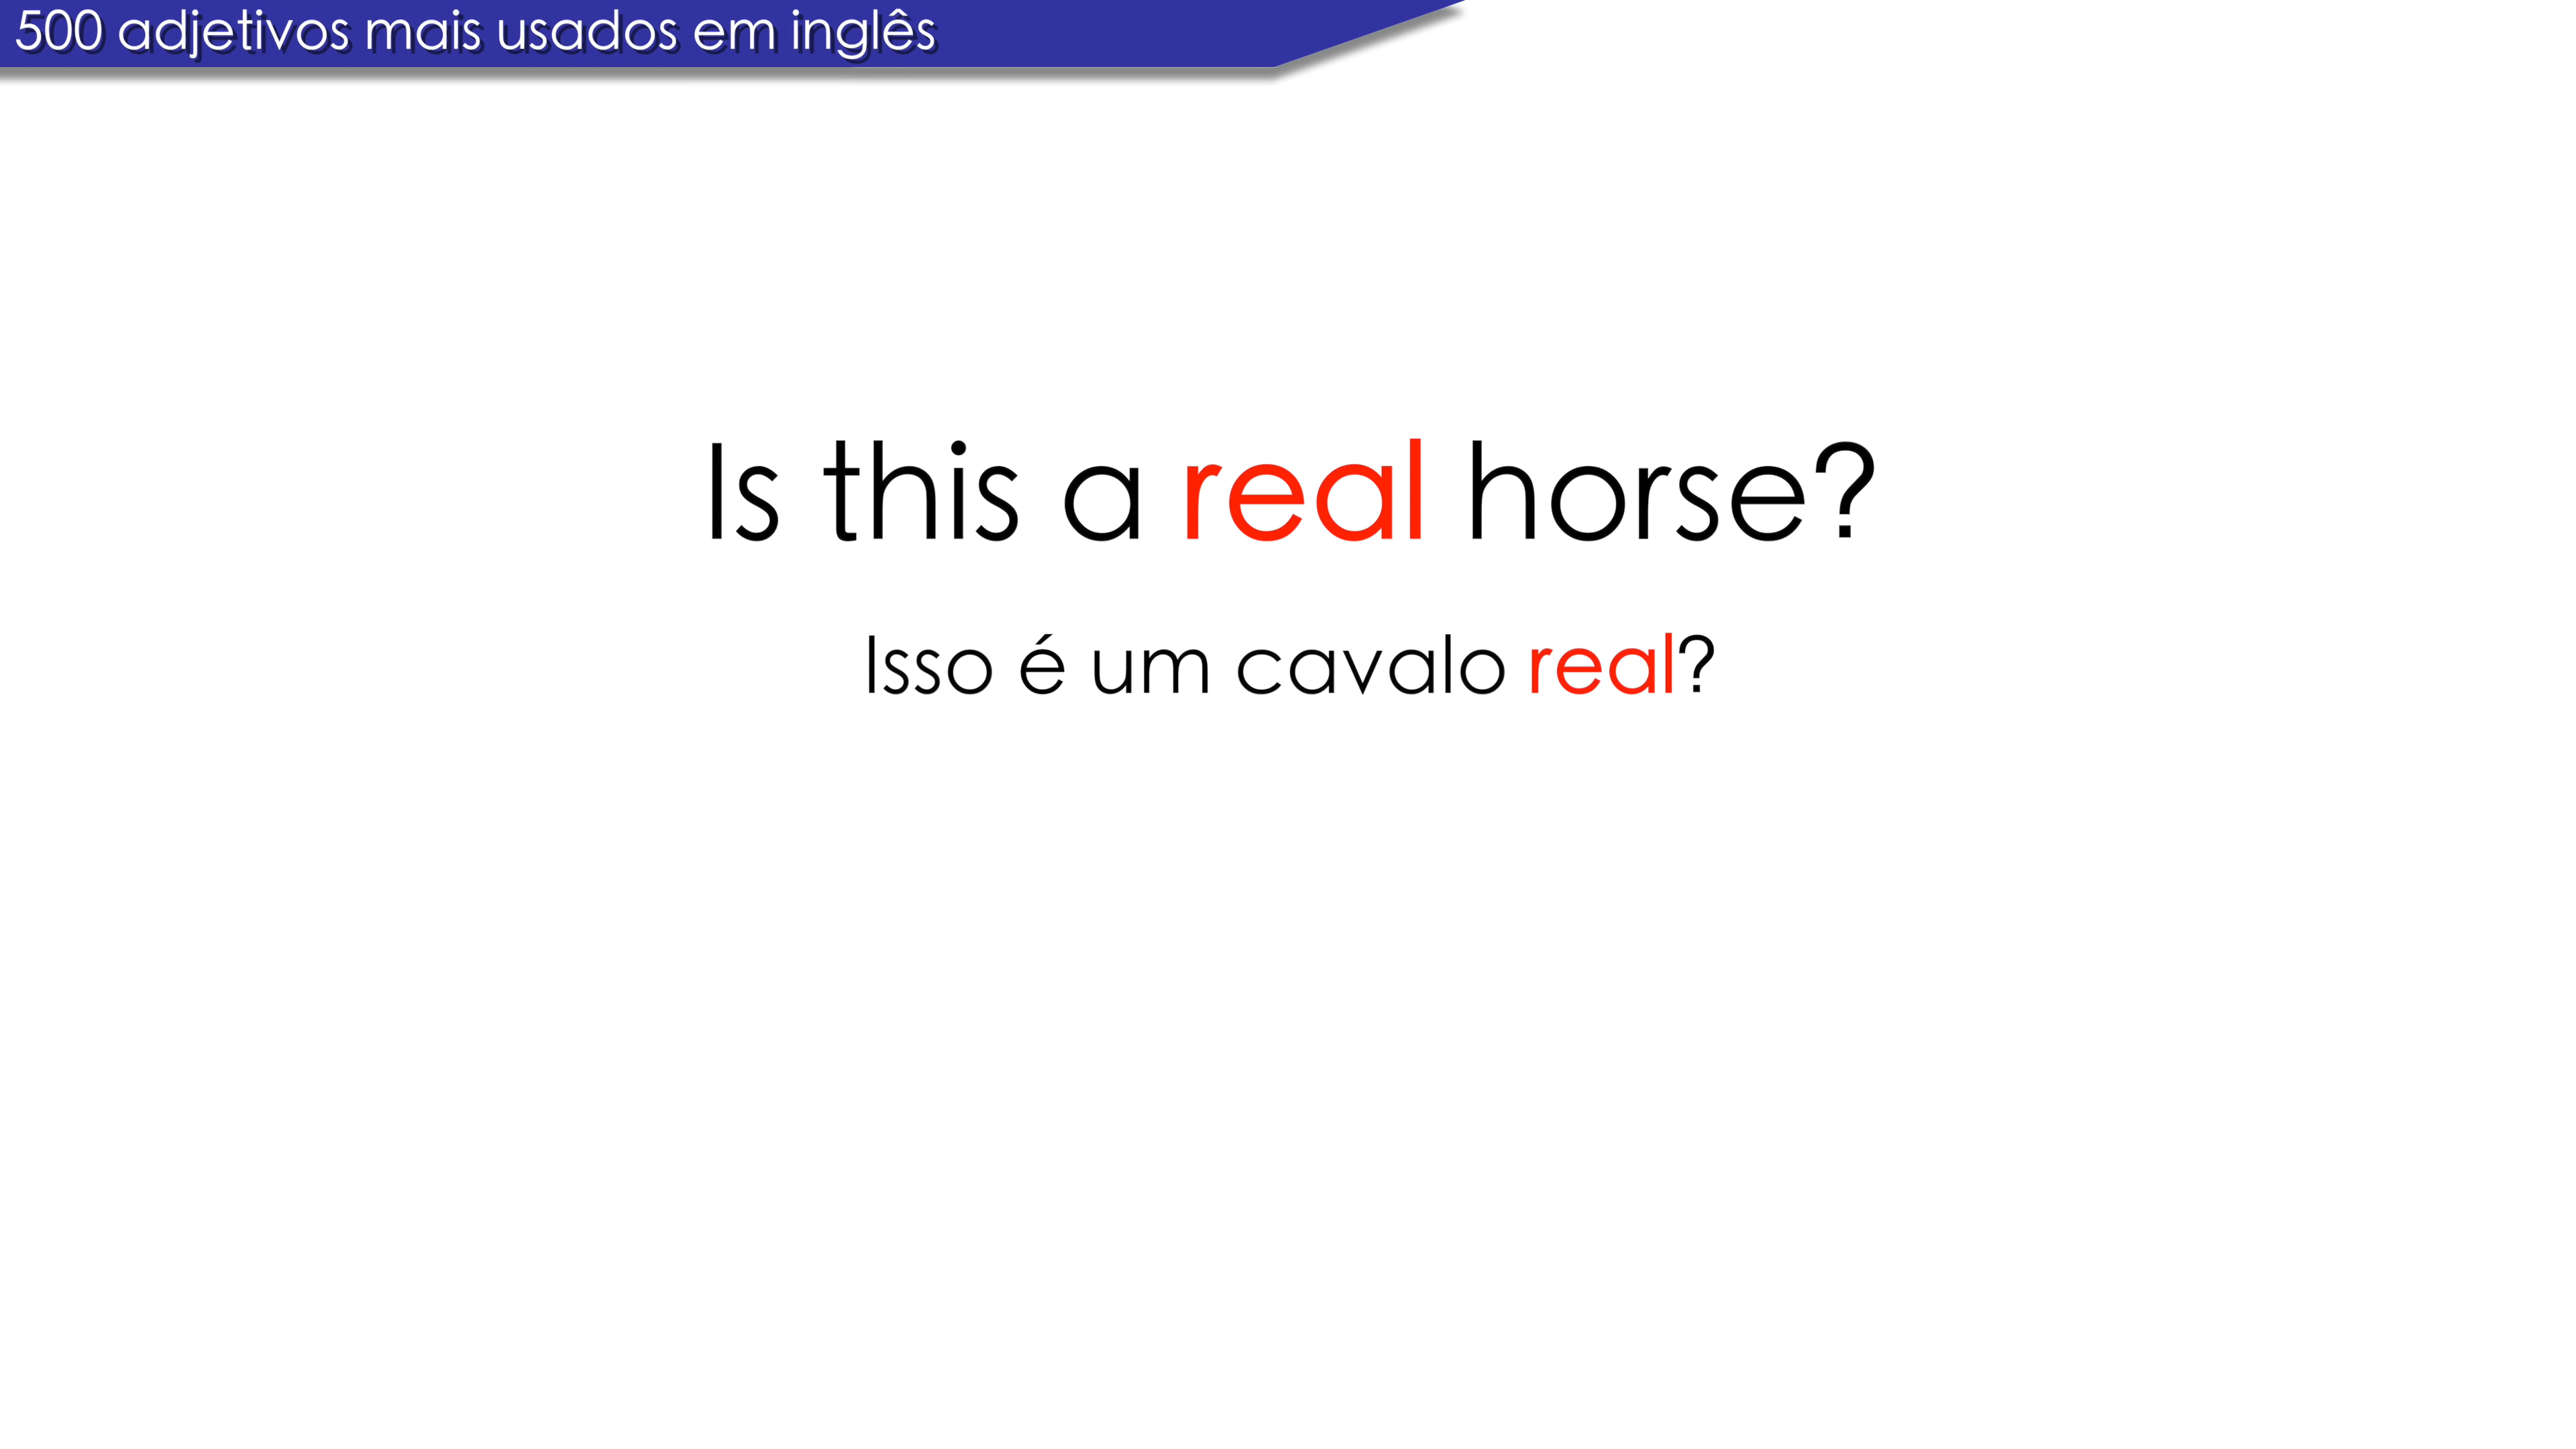 500 adjetivos mais usados em inglês
Is this a real horse?
Isso é um cavalo real?